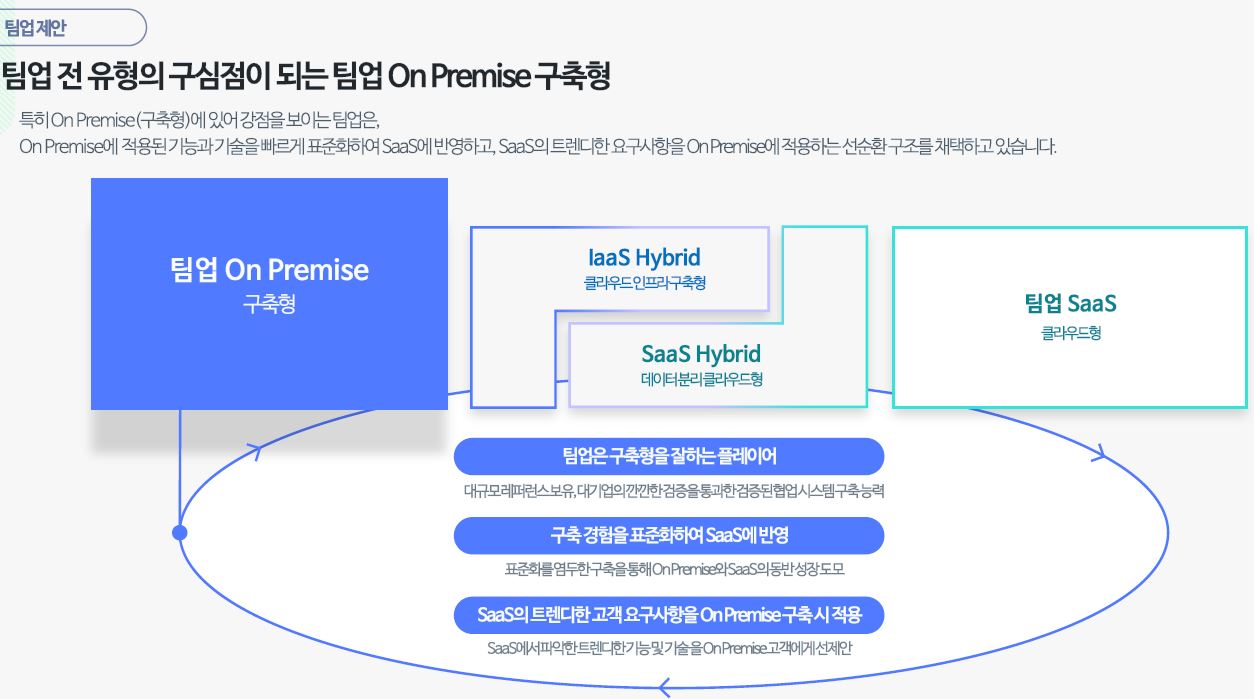 팀업 제안
팀업 전 유형의 구심점이 되는 팀업 On Premise 구축형
특히 On Premise(구축형)에 있어 강점을 보이는 팀업은,
On Premise에 적용된 기능과 기술을 빠르게 표준화하여 SaaS에 반영하고, SaaS의 트렌디한 요구사항을 On Premise에 적용하는 선순환 구조를 채택하고 있습니다.
팀업 On Premise
구축형
IaaS Hybrid
클라우드 인프라 구축형
SaaS Hybrid
데이터 분리 클라우드형
팀업 SaaS
클라우드형
팀업은 구축형을 잘하는 플레이어
대규모 레퍼런스 보유, 대기업의 깐깐한 검증을 통과한 검증된 협업 시스템 구축 능력
구축 경험을 표준화하여 SaaS에 반영
표준화를 염두한 구축을 통해 On Premise와 SaaS의 동반 성장 도모
SaaS의 트렌디한 고객 요구사항을 On Premise 구축 시 적용
SaaS에서 파악한 트렌디한 기능 및 기술을 On Premise 고객에게 선제안